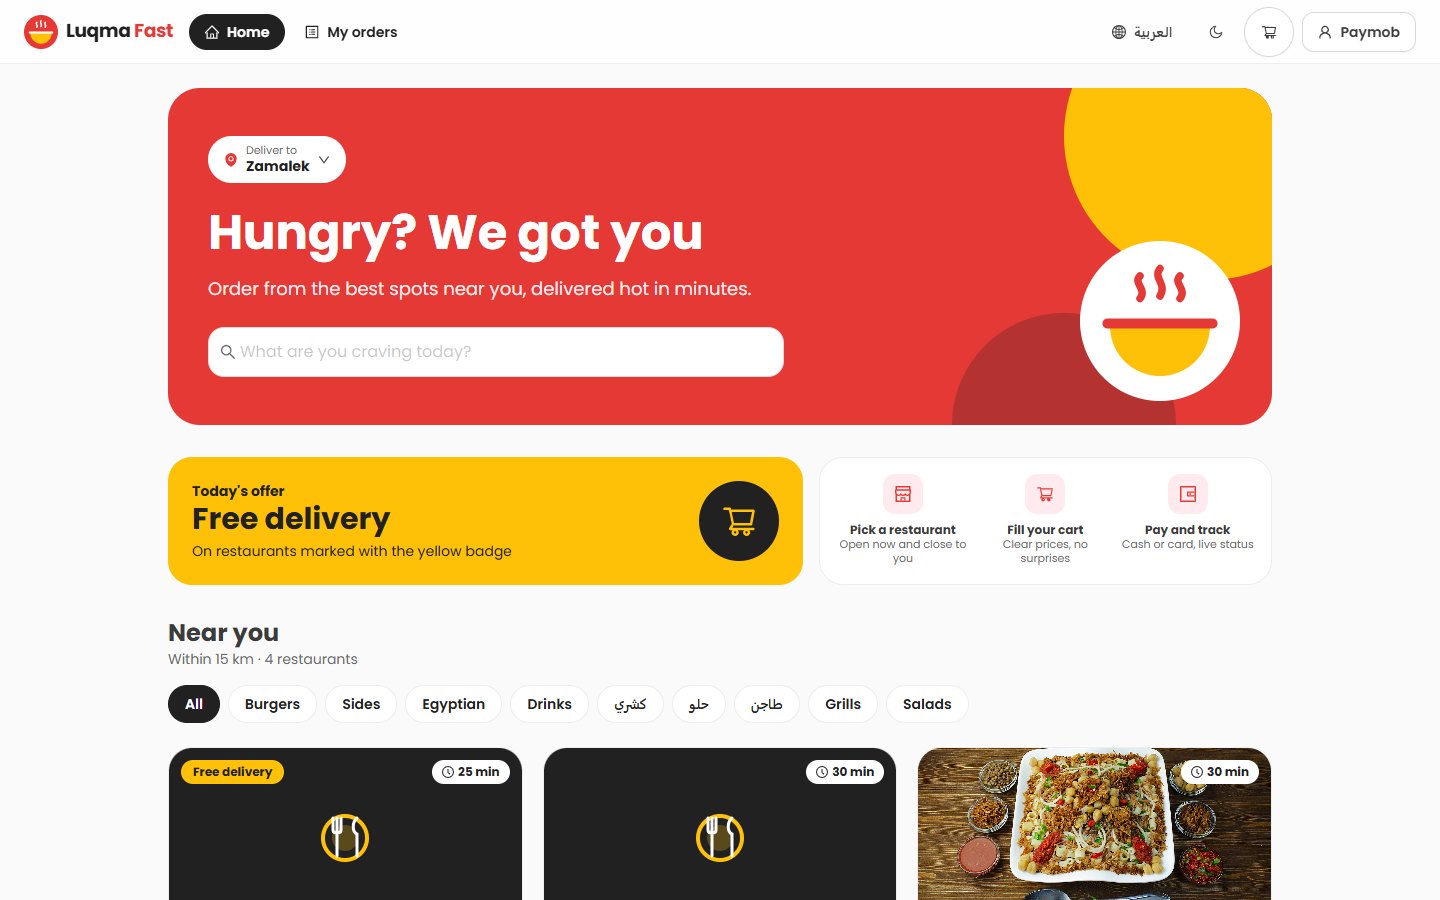 Luqma Fast
Home
My orders
العربية
Paymob
Deliver to
Zamalek
Hungry? We got you
Order from the best spots near you, delivered hot in minutes.
What are you craving today?
Today's offer
Free delivery
On restaurants marked with the yellow badge
Pick a restaurant
Open now and close to
you
Fill your cart
Clear prices, no
surprises
Pay and track
Cash or card, live status
Near you
Within 15 km · 4 restaurants
All
Burgers
Sides
Egyptian
Drinks
كشري
حلو
طاجن
Grills
Salads
Free delivery
25 min
30 min
30 min